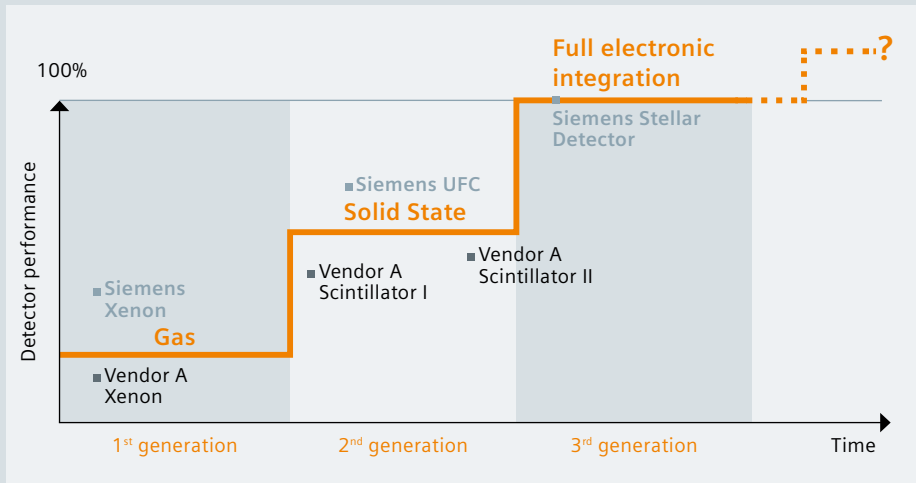 Full electronic
integration
?
100%
Siemens Stellar
Detector
Siemens UFC
Solid State
Vendor A
Scintillator II
Vendor A
Scintillator I
Siemens
Xenon
Gas
Vendor A
Xenon
Detector performance
1st generation
2nd generation
3rd generation
Time